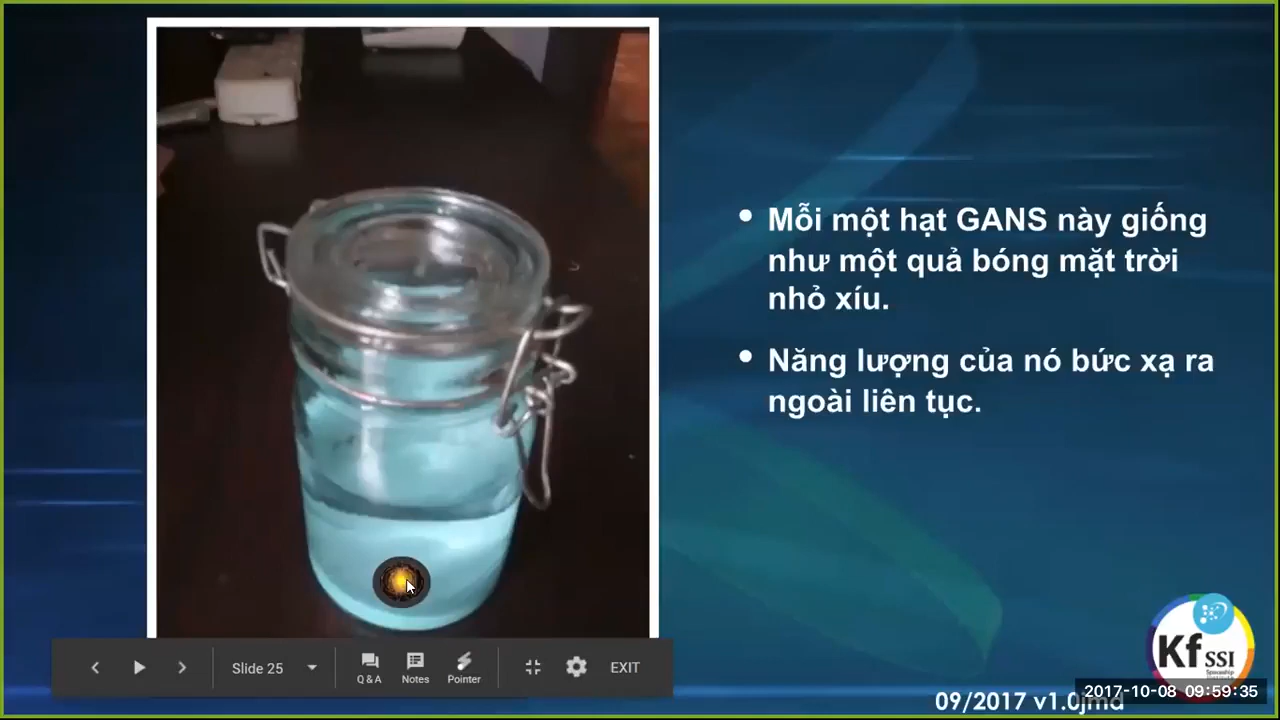 Mỗi một hạt GANS này giống
như một quả bóng mặt trời
nhỏ xíu.
Năng lượng của nó bức xạ ra
ngoài liên tục.
Slide 25
Q & A
Notes
Pointer
EXIT
Kf SSI
Spaceship
09/2017 v1.0jmd
2017-10-08 09:59:35